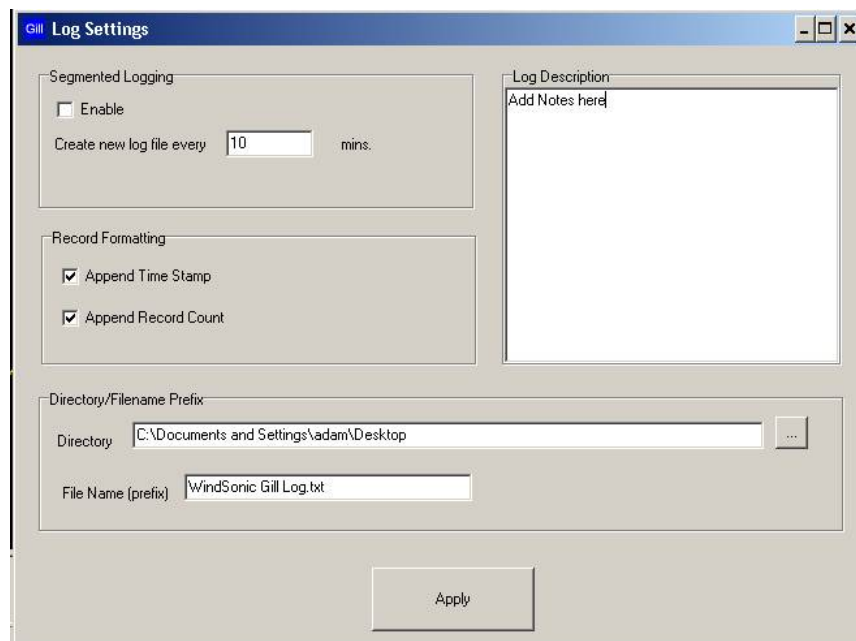 Gill Log Settings
Segmented Logging
Enable
Create new log file every 10 mins.
Record Formatting
Append Time Stamp
Append Record Count
Log Description
Add Notes here
Directory/Filename Prefix
Directory C:\Documents and Settings\adam\Desktop ...
File Name (prefix) WindSonic Gill Log.txt
Apply